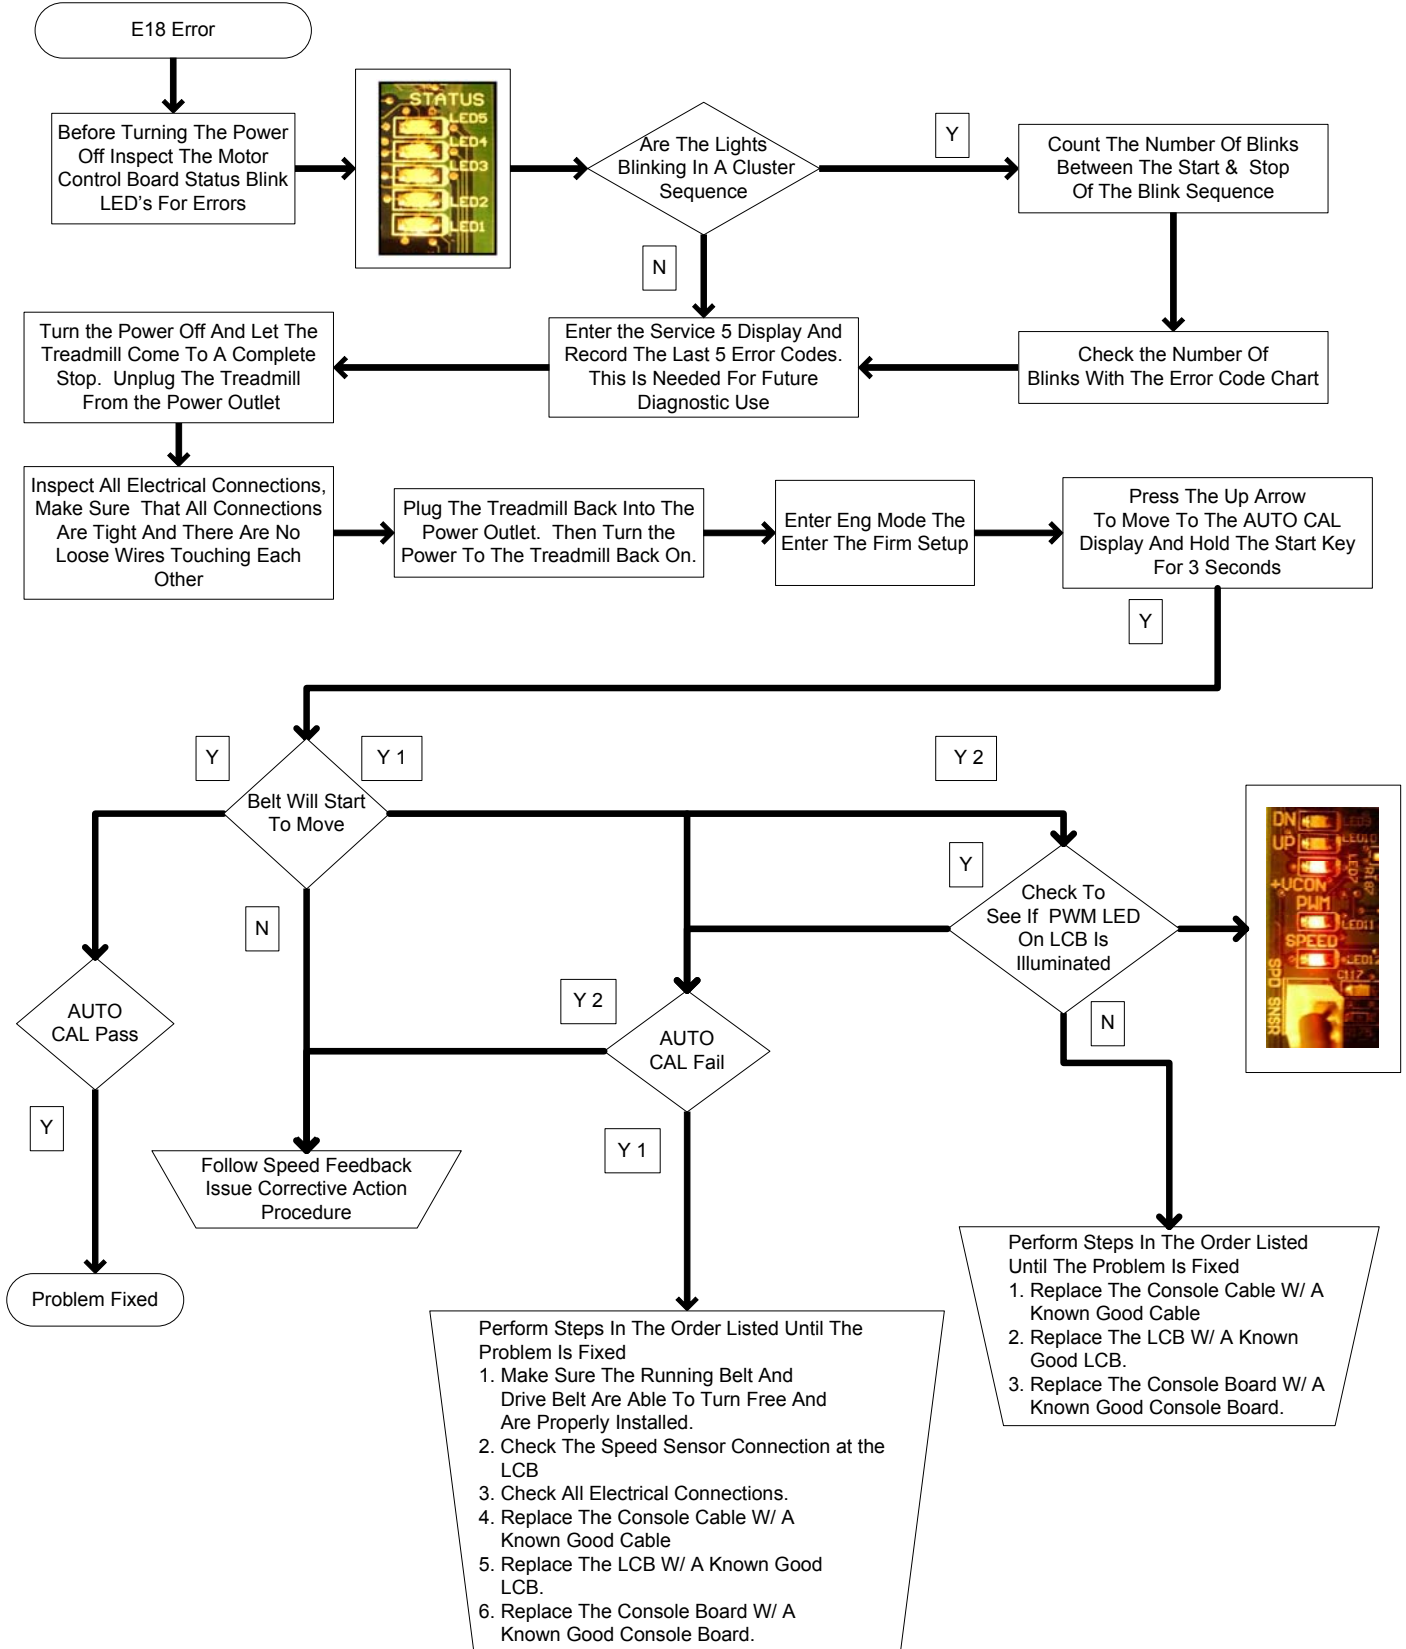 E18 Error
Before Turning The Power
Off Inspect The Motor
Control Board Status Blink
LED's For Errors
STATUS
LED5
LED4
LED3
LED2
LED1
Are The Lights
Blinking In A Cluster
Sequence
Y
Count The Number Of Blinks
Between The Start & Stop
Of The Blink Sequence
N
Turn the Power Off And Let The
Treadmill Come To A Complete
Stop. Unplug The Treadmill
From the Power Outlet
Enter the Service 5 Display And
Record The Last 5 Error Codes.
This Is Needed For Future
Diagnostic Use
Check the Number Of
Blinks With The Error Code Chart
Inspect All Electrical Connections,
Make Sure That All Connections
Are Tight And There Are No
Loose Wires Touching Each
Other
Plug The Treadmill Back Into The
Power Outlet. Then Turn the
Power To The Treadmill Back On.
Enter Eng Mode The
Enter The Firm Setup
Press The Up Arrow
To Move To The AUTO CAL
Display And Hold The Start Key
For 3 Seconds
Y
Y
Y 1
Y 2
Belt Will Start
To Move
Y
Check To
See If PWM LED
On LCB Is
Illuminated
DN
UP
LED10
LED7
+VCON
PWM
LED11
SPEED
LED12
C117
SPD SNSR
N
N
AUTO
CAL Pass
Y 2
AUTO
CAL Fail
Y
Y 1
Follow Speed Feedback
Issue Corrective Action
Procedure
Problem Fixed
Perform Steps In The Order Listed
Until The Problem Is Fixed
1. Replace The Console Cable W/ A
Known Good Cable
2. Replace The LCB W/ A Known
Good LCB.
3. Replace The Console Board W/ A
Known Good Console Board.
Perform Steps In The Order Listed Until The
Problem Is Fixed
1. Make Sure The Running Belt And
Drive Belt Are Able To Turn Free And
Are Properly Installed.
2. Check The Speed Sensor Connection at the
LCB
3. Check All Electrical Connections.
4. Replace The Console Cable W/ A
Known Good Cable
5. Replace The LCB W/ A Known Good
LCB.
6. Replace The Console Board W/ A
Known Good Console Board.